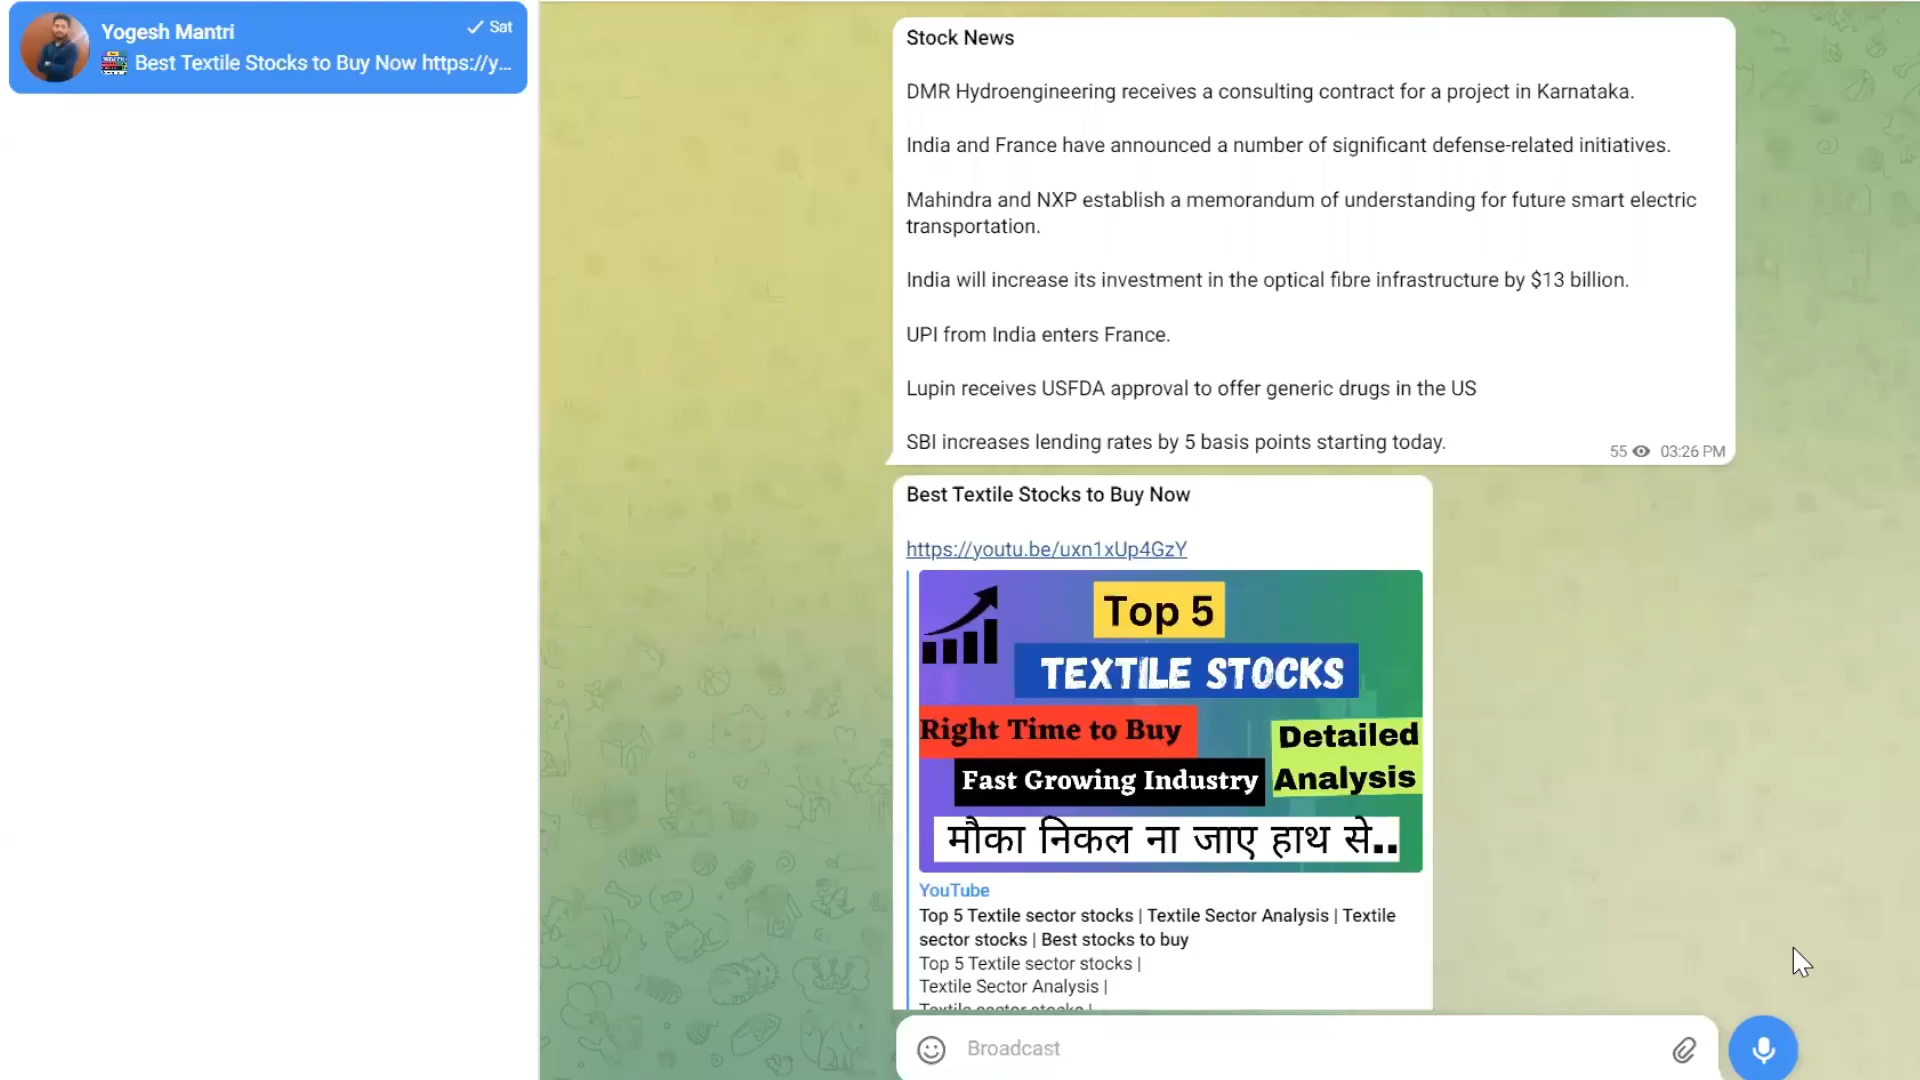 Yogesh Mantri
Sat
Best Textile Stocks to Buy Now https://y...
Stock News
DMR Hydroengineering receives a consulting contract for a project in Karnataka.
India and France have announced a number of significant defense-related initiatives.
Mahindra and NXP establish a memorandum of understanding for future smart electric
transportation.
India will increase its investment in the optical fibre infrastructure by $13 billion.
UPI from India enters France.
Lupin receives USFDA approval to offer generic drugs in the US
SBI increases lending rates by 5 basis points starting today.
55 03:26 PM
Best Textile Stocks to Buy Now
https://youtu.be/uxn1xUp4GzY
Top 5
TEXTILE STOCKS
Right Time to Buy
Detailed
Analysis
Fast Growing Industry
मौका निकल ना जाए हाथ से..
YouTube
Top 5 Textile sector stocks | Textile Sector Analysis | Textile
sector stocks | Best stocks to buy
Top 5 Textile sector stocks |
Textile Sector Analysis |
Textile sector stocks |
Broadcast